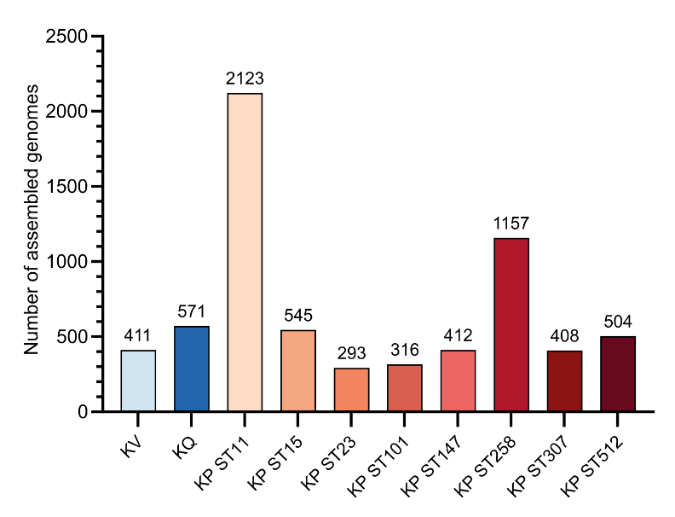 Number of assembled genomes
2500
2000
1500
1000
500
0
411
571
2123
545
293
316
412
1157
408
504
KV
KQ
KP ST11
KP ST15
KP ST23
KP ST101
KP ST147
KP ST258
KP ST307
KP ST512